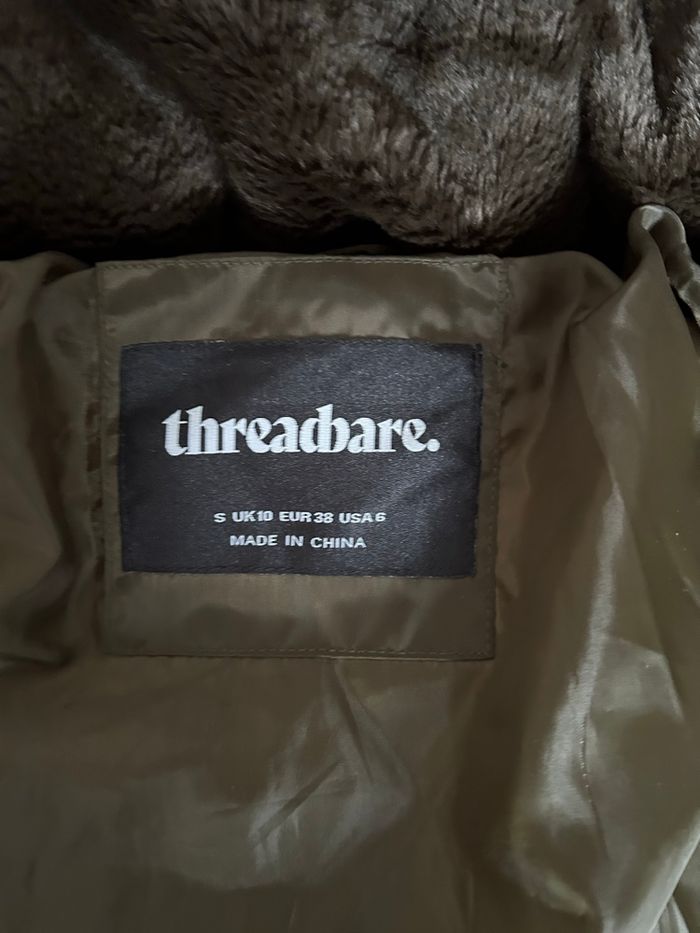 threadbare.
S UK10 EUR38 USA6
MADE IN CHINA